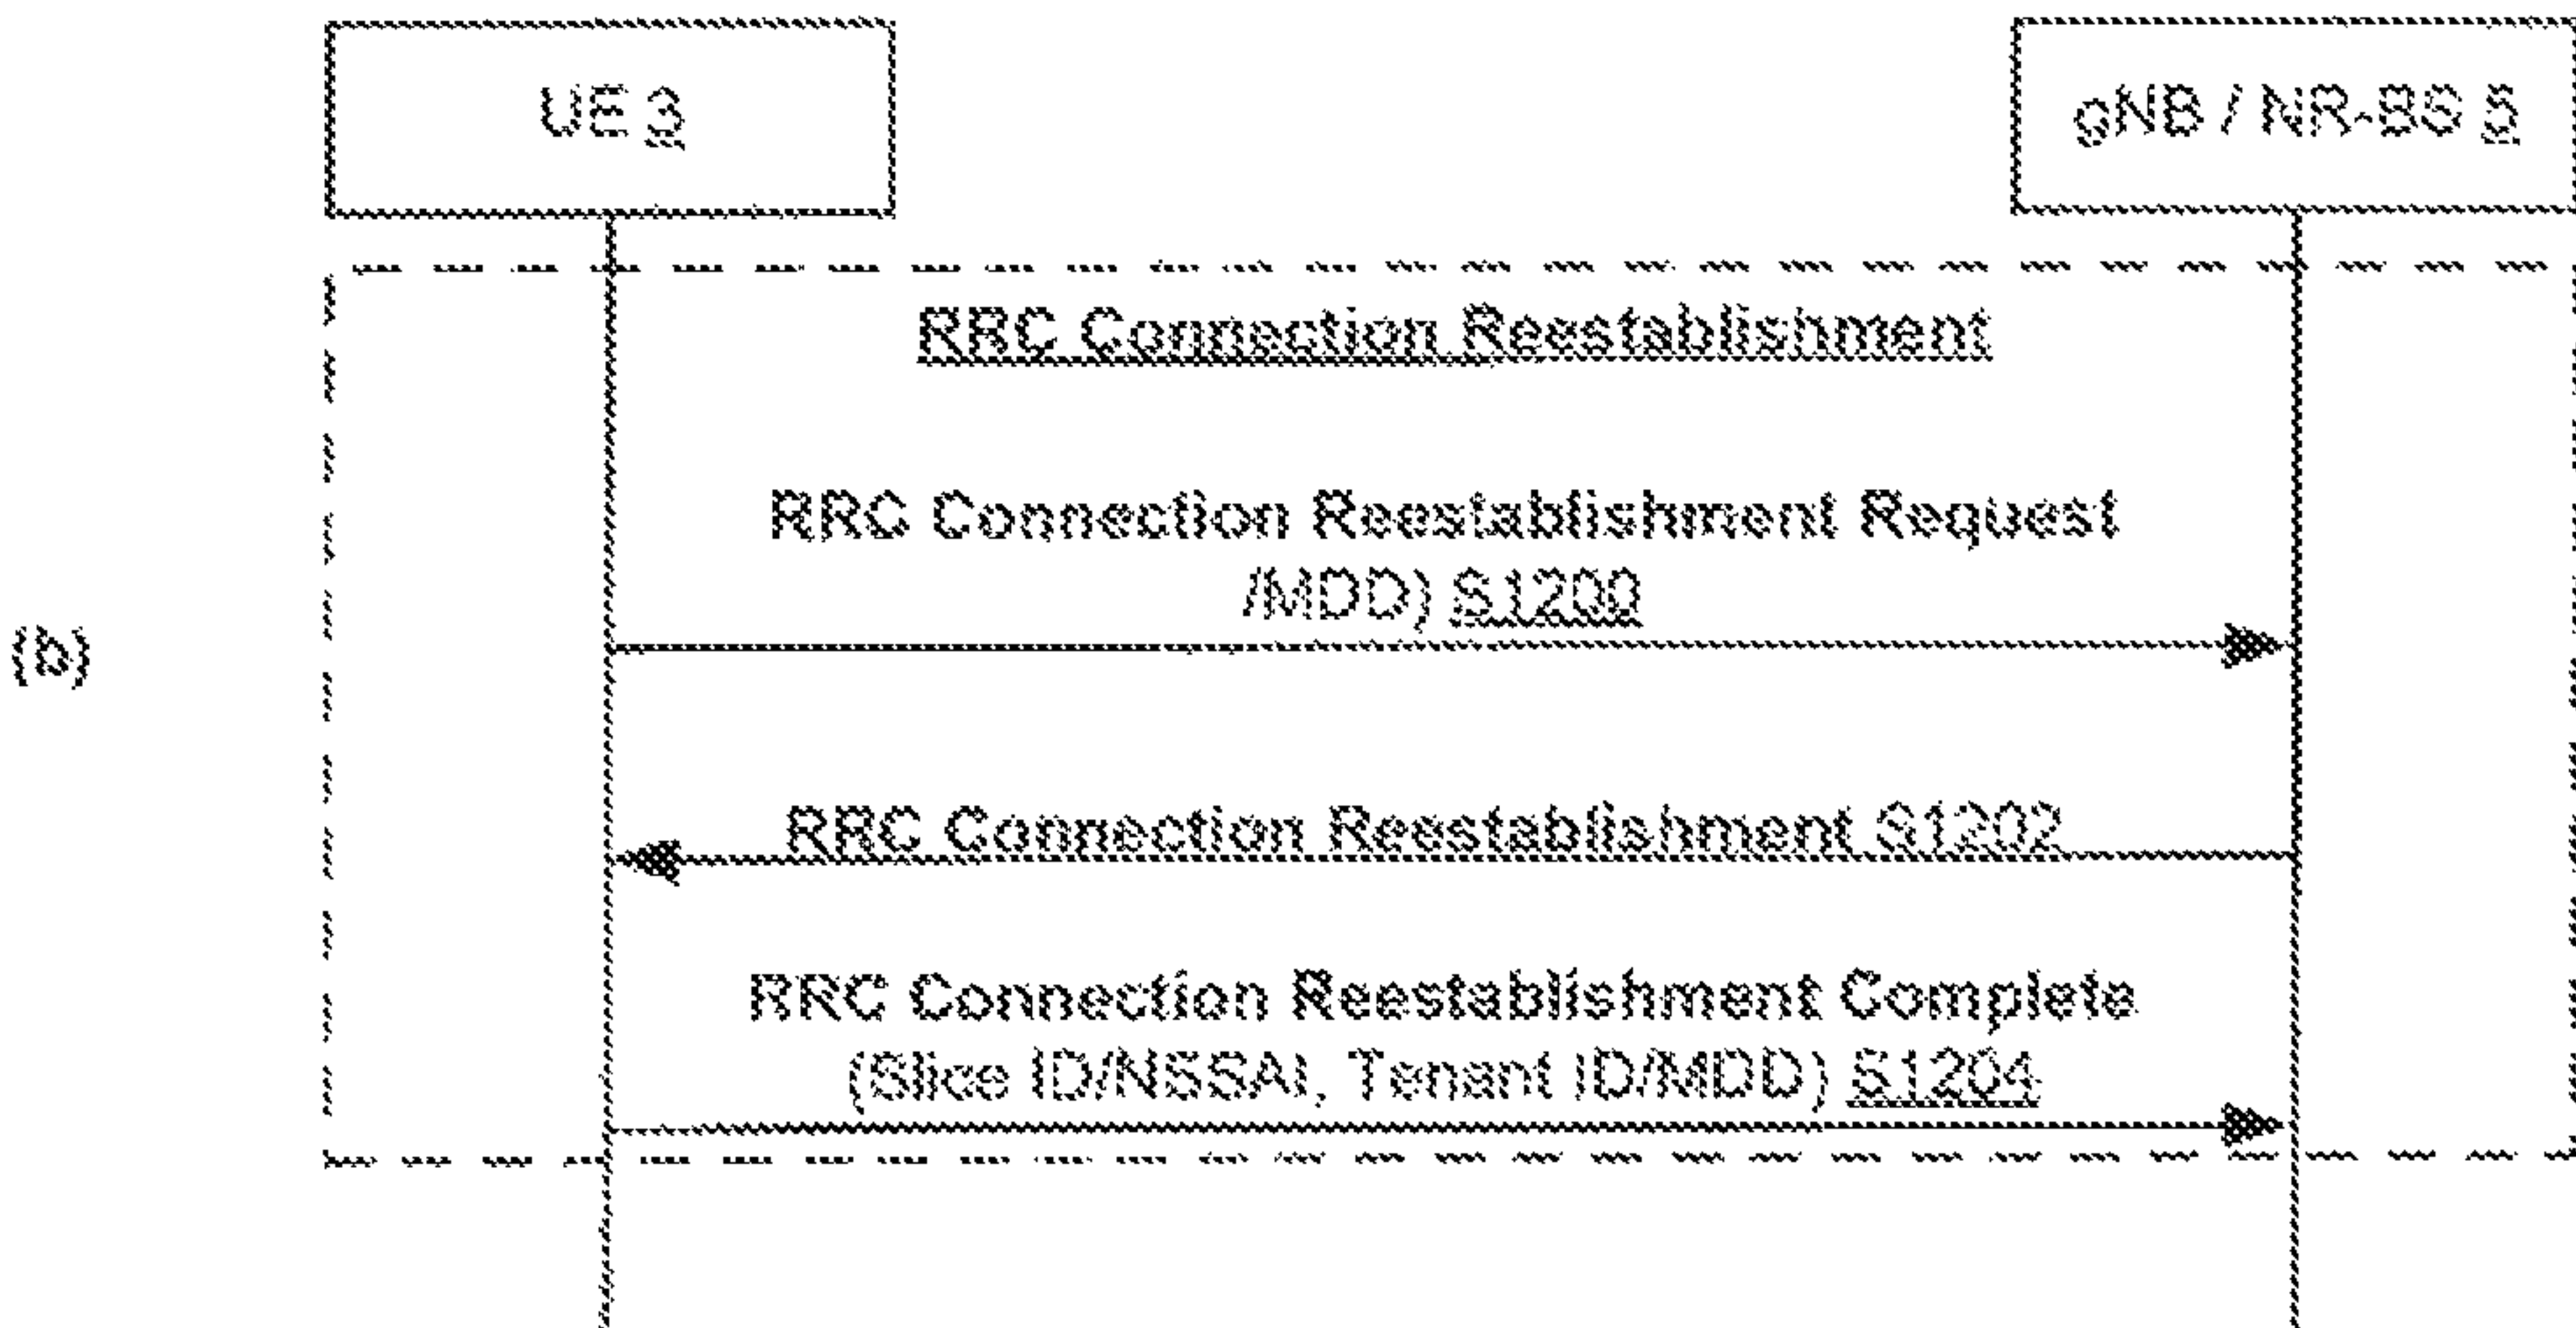 UE 3
gNB / NR-BS 5
RRC Connection Reestablishment
RRC Connection Reestablishment Request
/MDD) S1200
(b)
RRC Connection Reestablishment S1202
RRC Connection Reestablishment Complete
(Slice ID/NSSAI, Tenant ID/MDD) S1204